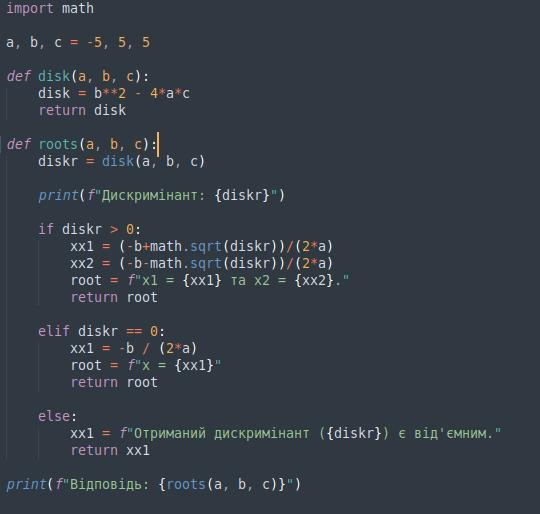 import math
a, b, c = -5, 5, 5
def disk(a, b, c):
disk = b**2 - 4*a*c
return disk
def roots(a, b, c):
diskr = disk(a, b, c)
print(f"Дискримінант: {diskr}")
if diskr > 0:
xx1 = (-b+math.sqrt(diskr))/(2*a)
xx2 = (-b-math.sqrt(diskr))/(2*a)
root = f"x1 = {xx1} та x2 = {xx2}."
return root
elif diskr == 0:
xx1 = -b / (2*a)
root = f"x = {xx1}"
return root
else:
xx1 = f"Отриманий дискримінант ({diskr}) є від'ємним."
return xx1
print(f"Відповідь: {roots(a, b, c)}")